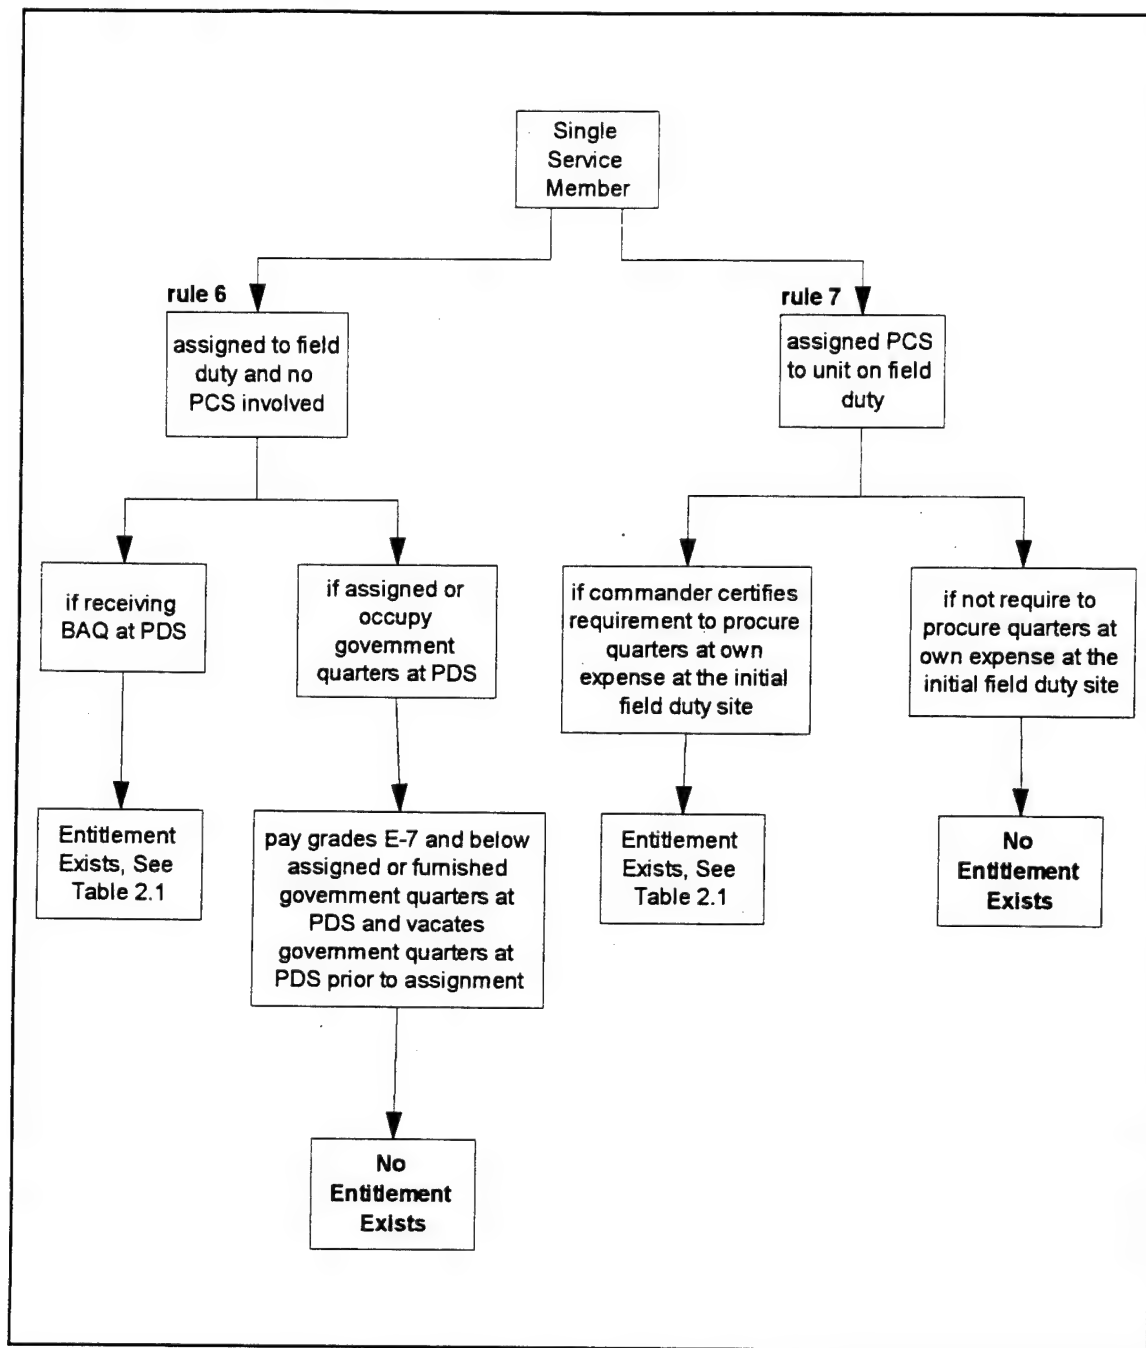 Single
Service
Member
rule 6
assigned to field
duty and no
PCS involved
rule 7
assigned PCS
to unit on field
duty
if receiving
BAQ at PDS
if assigned or
occupy
government
quarters at PDS
if commander certifies
requirement to procure
quarters at own
expense at the initial
field duty site
if not require to
procure quarters at
own expense at the
initial field duty site
Entitlement
Exists, See
Table 2.1
pay grades E-7 and below
assigned or furnished
government quarters at
PDS and vacates
government quarters at
PDS prior to assignment
Entitlement
Exists, See
Table 2.1
No
Entitlement
Exists
No
Entitlement
Exists